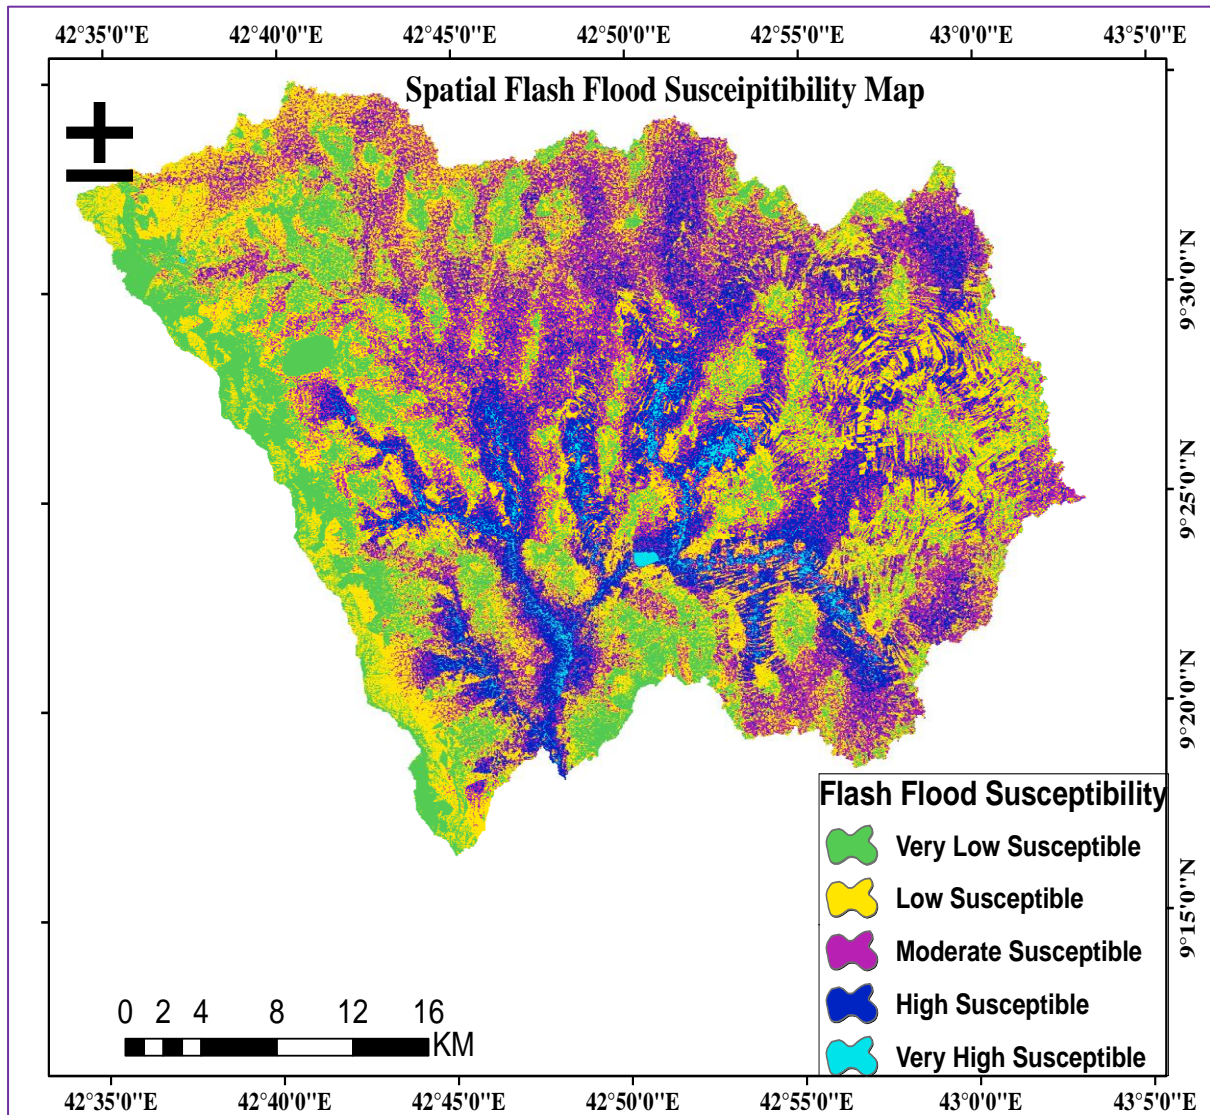 42°35'0"E 42°40'0"E 42°45'0"E 42°50'0"E 42°55'0"E 43°0'0"E 43°5'0"E
Spatial Flash Flood Susceipitibility Map
9°30'0"N
9°25'0"N
9°20'0"N
9°15'0"N
Flash Flood Susceptibility
Very Low Susceptible
Low Susceptible
Moderate Susceptible
High Susceptible
Very High Susceptible
0 2 4 8 12 16
KM
42°35'0"E 42°40'0"E 42°45'0"E 42°50'0"E 42°55'0"E 43°0'0"E 43°5'0"E